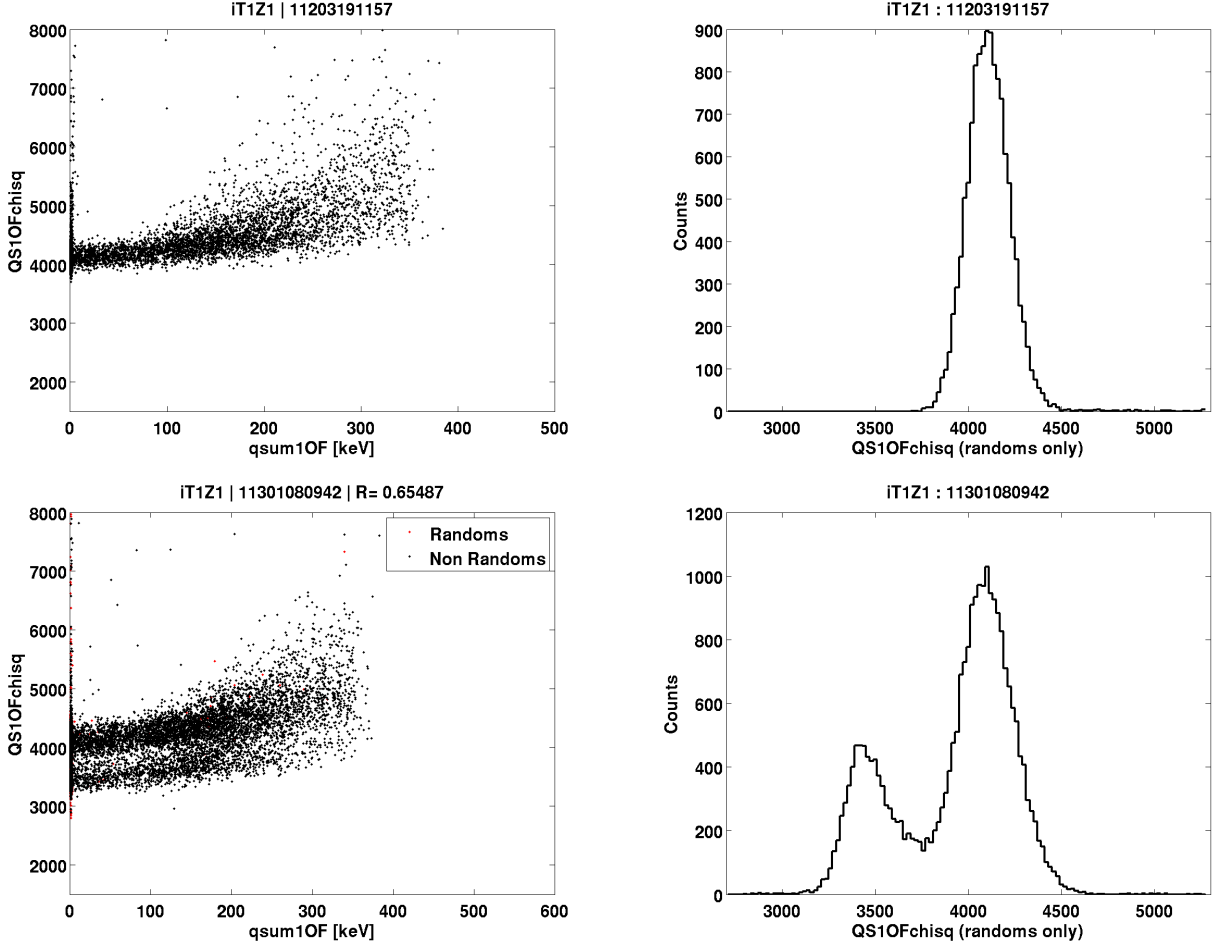 iT1Z1 | 11203191157
QS1OFchisq
8000
7000
6000
5000
4000
3000
2000
0 100 200 300 400 500
qsum1OF [keV]
iT1Z1 : 11203191157
Counts
900
800
700
600
500
400
300
200
100
0
3000 3500 4000 4500 5000
QS1OFchisq (randoms only)
iT1Z1 | 11301080942 | R= 0.65487
QS1OFchisq
8000
7000
6000
5000
4000
3000
2000
Randoms
Non Randoms
0 100 200 300 400 500 600
qsum1OF [keV]
iT1Z1 : 11301080942
Counts
1200
1000
800
600
400
200
0
3000 3500 4000 4500 5000
QS1OFchisq (randoms only)